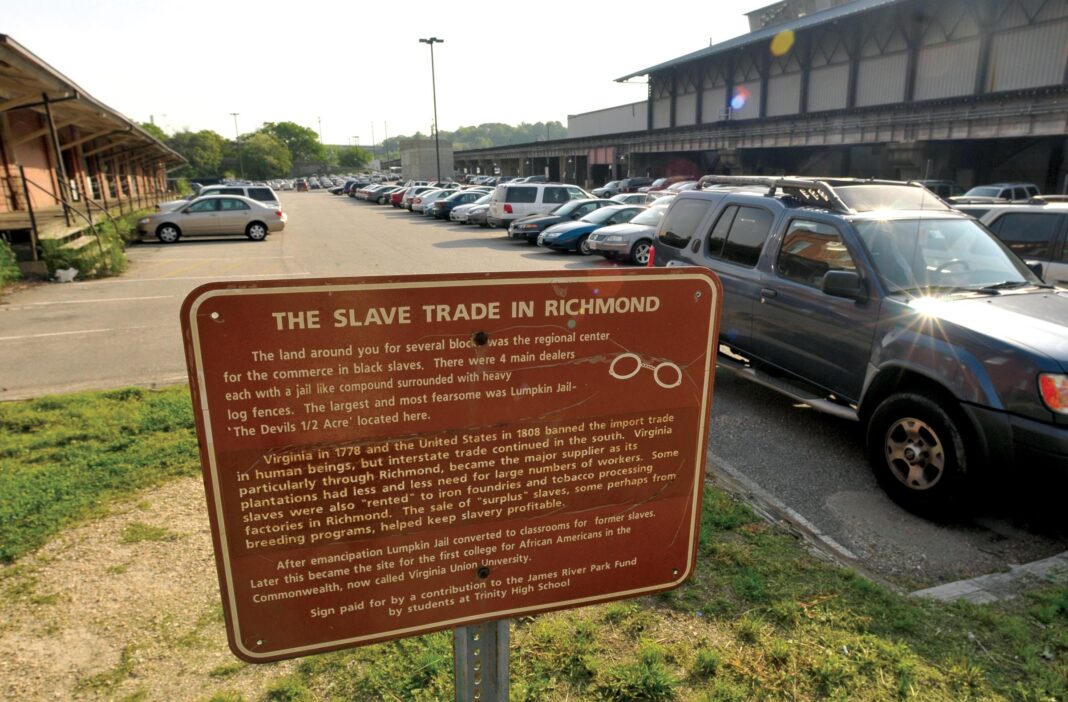 THE SLAVE TRADE IN RICHMOND
The land around you for several blocks was the regional center
for the commerce in black slaves. There were 4 main dealers
each with a jail like compound surrounded with heavy
log fences. The largest and most fearsome was Lumpkin Jail-
'The Devils 1/2 Acre' located here.
Virginia in 1778 and the United States in 1808 banned the import trade
in human beings, but interstate trade continued in the south. Virginia
particularly through Richmond, became the major supplier as its
plantations had less and less need for large numbers of workers. Some
slaves were also "rented" to iron foundries and tobacco processing
factories in Richmond. The sale of "surplus" slaves, some perhaps from
breeding programs, helped keep slavery profitable.
After emancipation Lumpkin Jail converted to classrooms for former slaves.
Later this became the site for the first college for African Americans in the
Commonwealth, now called Virginia Union University.
Sign paid for by a contribution to the James River Park Fund
by students at Trinity High School